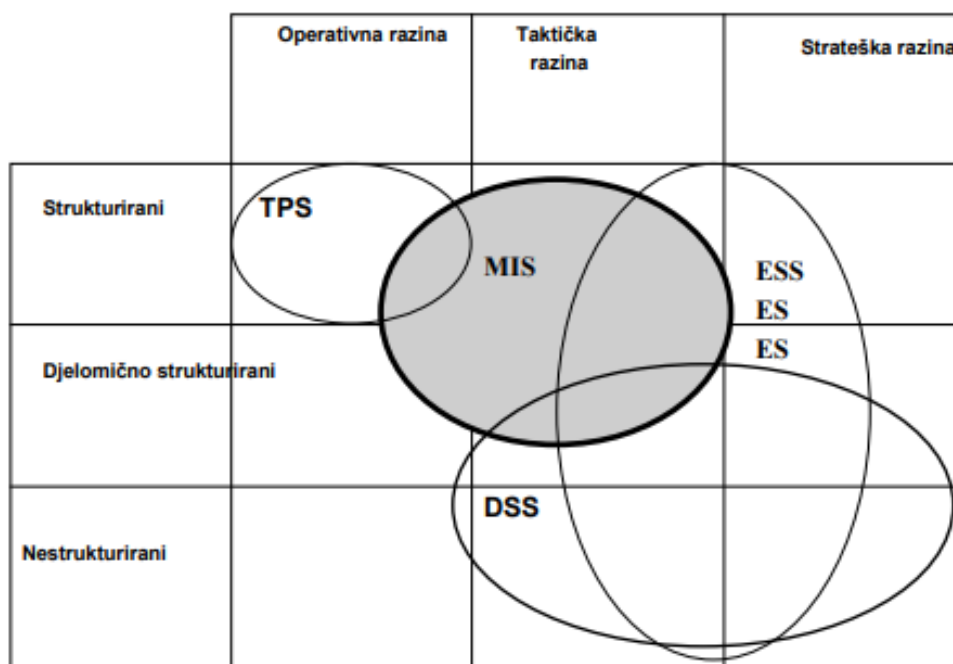 Operativna razina
Taktička
razina
Strateška razina
Strukturirani
TPS
MIS
ESS
ES
Djelomično strukturirani
ES
DSS
Nestrukturirani